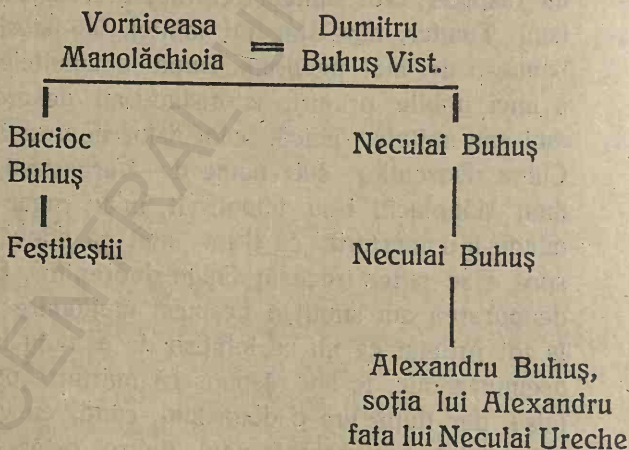 Vorniceasa
Manolăchioia
=
Dumitru
Buhuş Vist.
Bucioc
Buhuş
Neculai Buhuş
Feştileştii
Neculai Buhuş
Alexandru Buhuş,
soţia lui Alexandru
fata lui Neculai Ureche
CENTRAL U